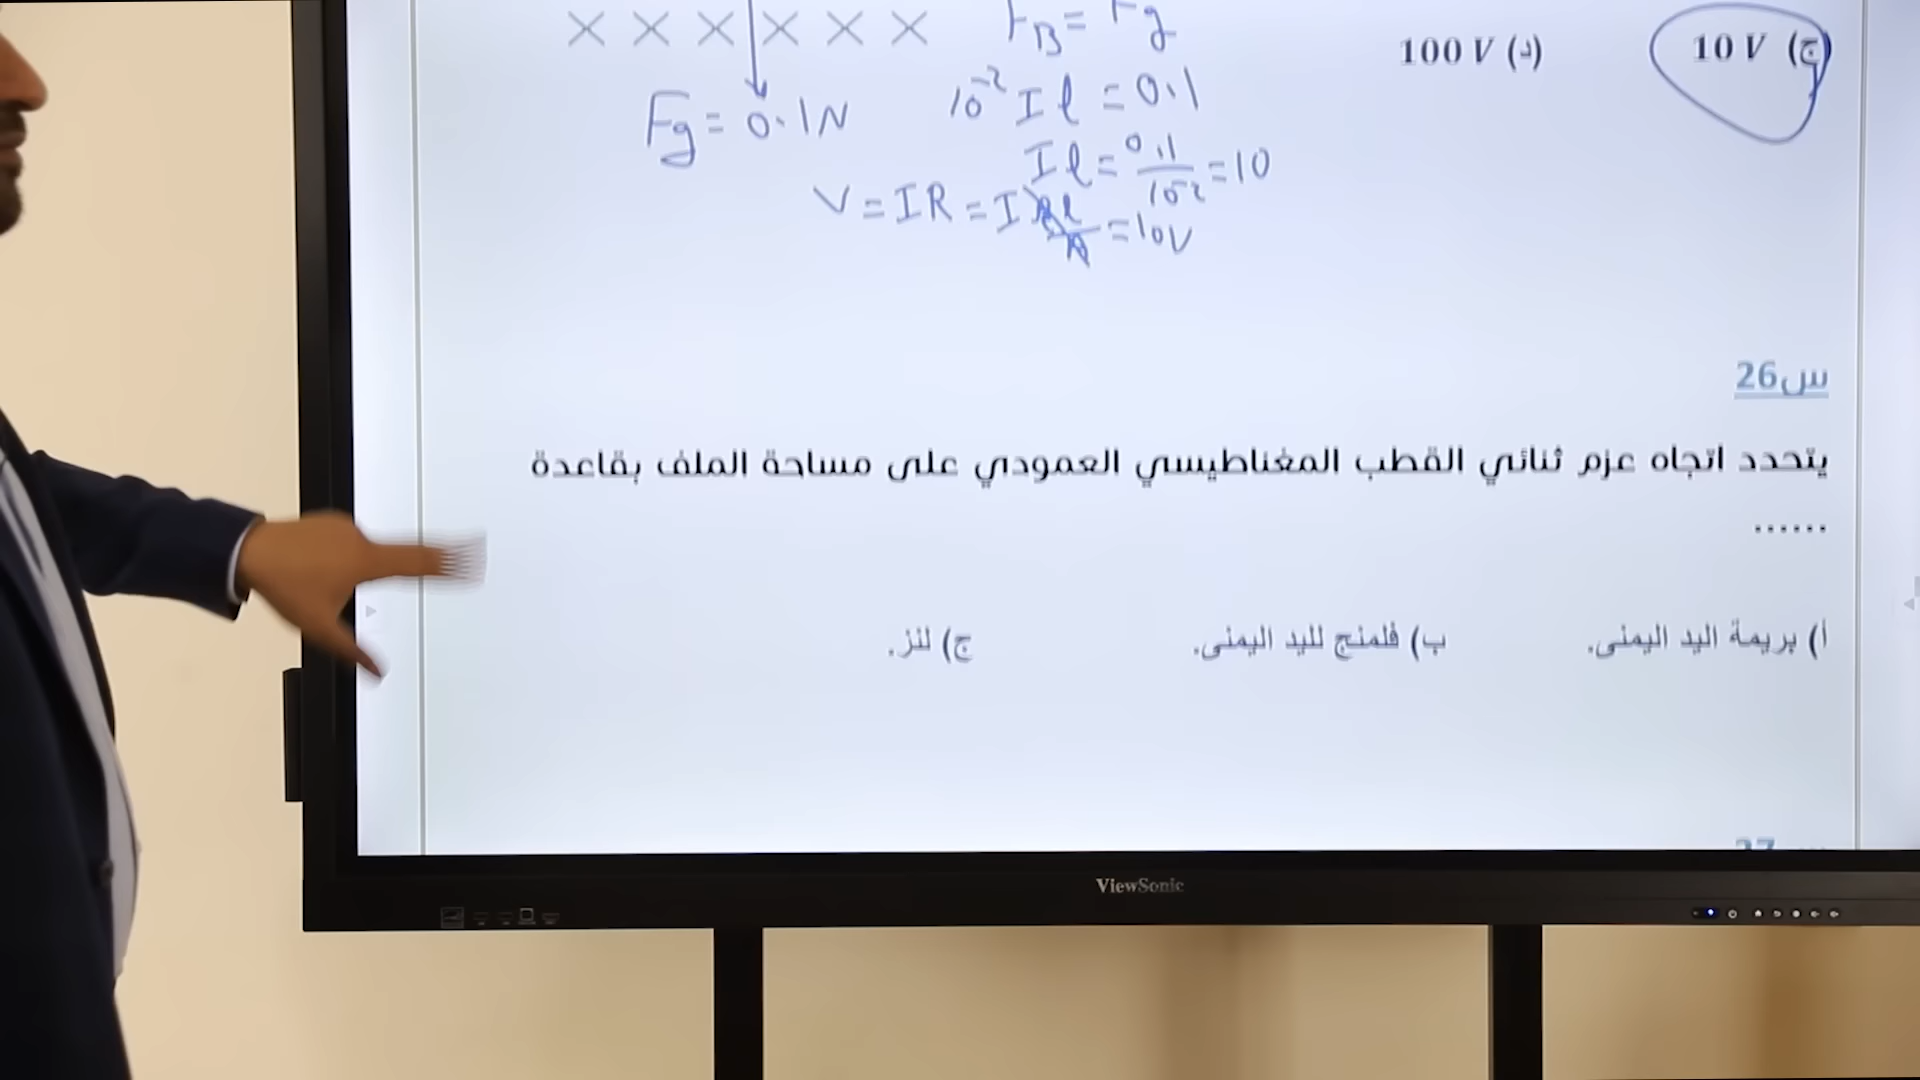 × × × × × ×
F_B = F_g
ج) 10 V
د) 100 V
F_g = 0.1N
10⁻² I ℓ = 0.1
I ℓ = 0.1 / 10⁻² = 10
V = IR = I ℓ / A = 10V
س26
يتحدد اتجاه عزم ثنائي القطب المغناطيسي العمودي على مساحة الملف بقاعدة
......
أ) بريمة اليد اليمنى.
ب) فلمنج لليد اليمنى.
ج) لنز.
ViewSonic